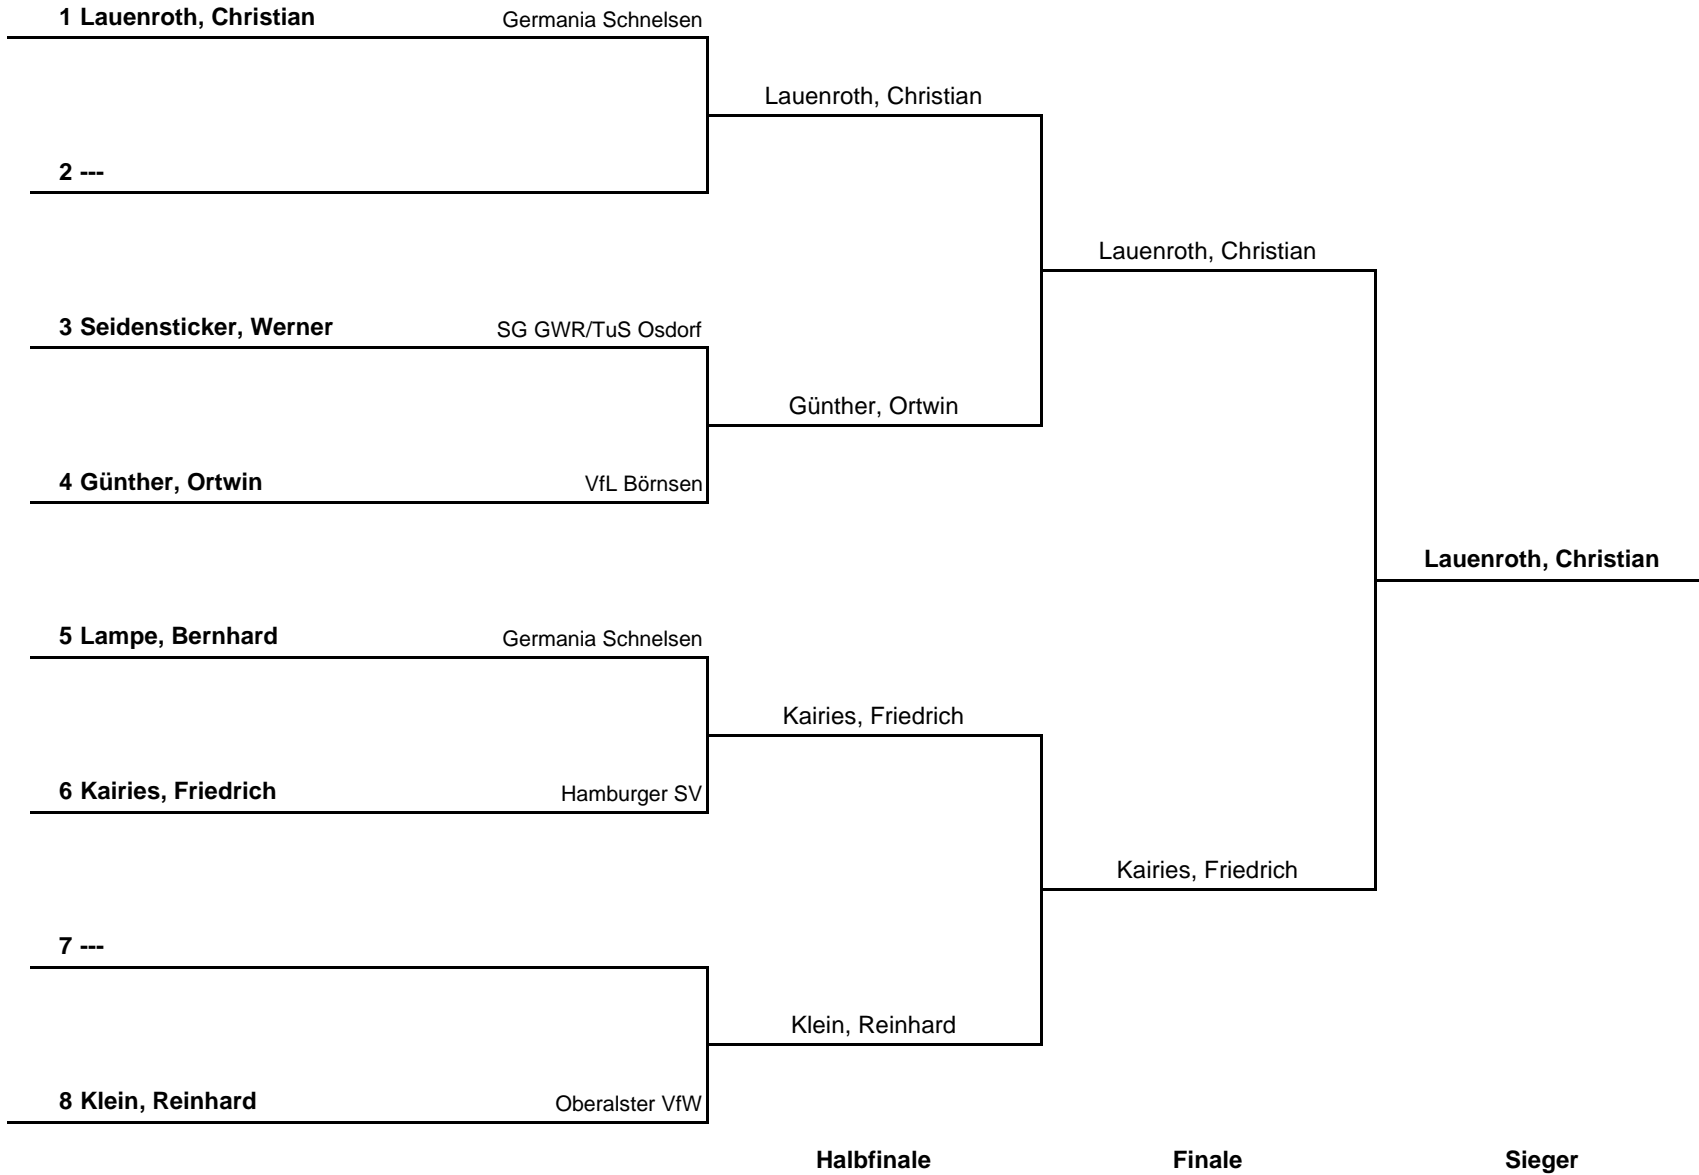 1 Lauenroth, Christian Germania Schnelsen
Lauenroth, Christian
2 ---
Lauenroth, Christian
3 Seidensticker, Werner SG GWR/TuS Osdorf
Günther, Ortwin
4 Günther, Ortwin VfL Börnsen
Lauenroth, Christian
5 Lampe, Bernhard Germania Schnelsen
Kairies, Friedrich
6 Kairies, Friedrich Hamburger SV
Kairies, Friedrich
7 ---
Klein, Reinhard
8 Klein, Reinhard Oberalster VfW
Halbfinale Finale Sieger